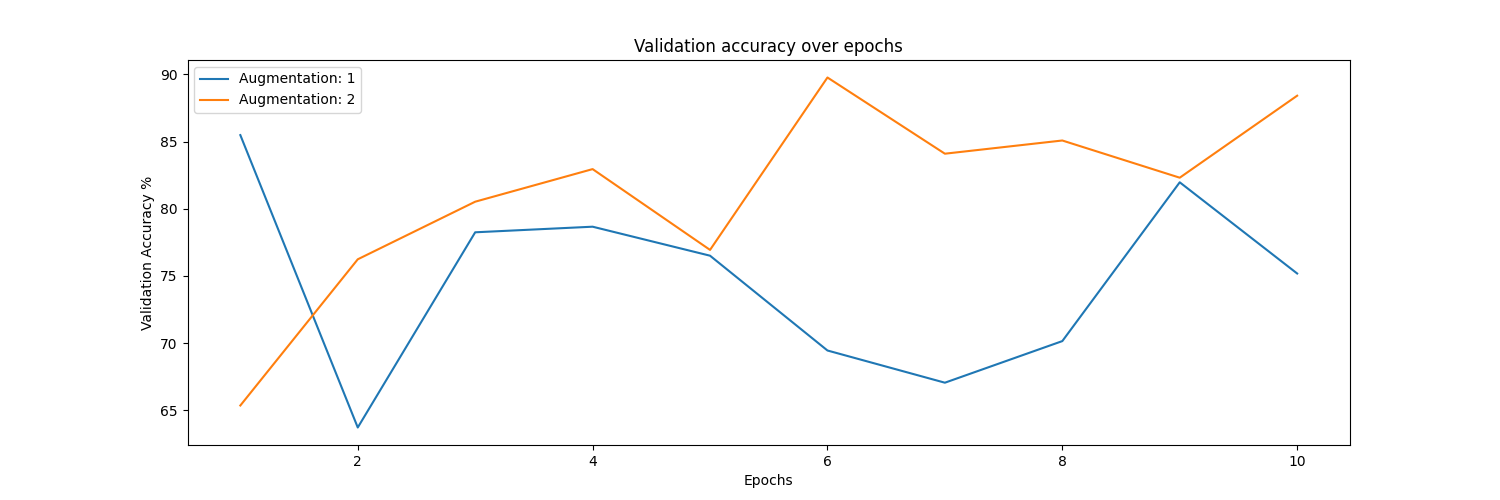 Validation accuracy over epochs
Augmentation: 1
Augmentation: 2
Validation Accuracy %
90
85
80
75
70
65
2 4 6 8 10
Epochs